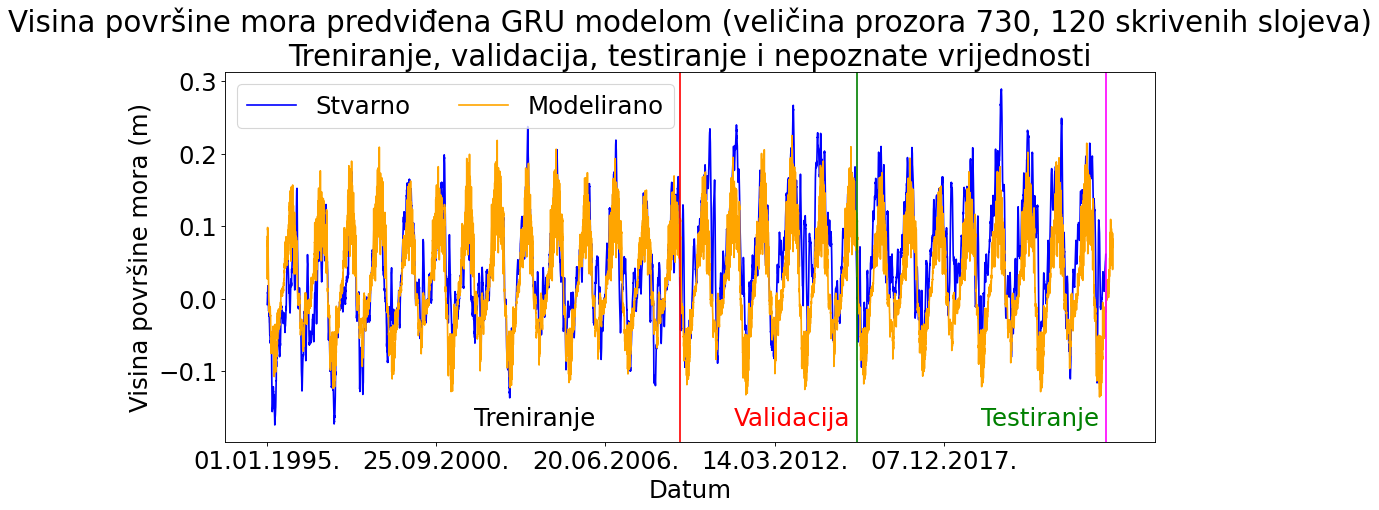 Visina površine mora predviđena GRU modelom (veličina prozora 730, 120 skrivenih slojeva)
Treniranje, validacija, testiranje i nepoznate vrijednosti
Stvarno Modelirano
Visina površine mora (m)
0.3
0.2
0.1
0.0
−0.1
Treniranje Validacija Testiranje
01.01.1995. 25.09.2000. 20.06.2006. 14.03.2012. 07.12.2017.
Datum